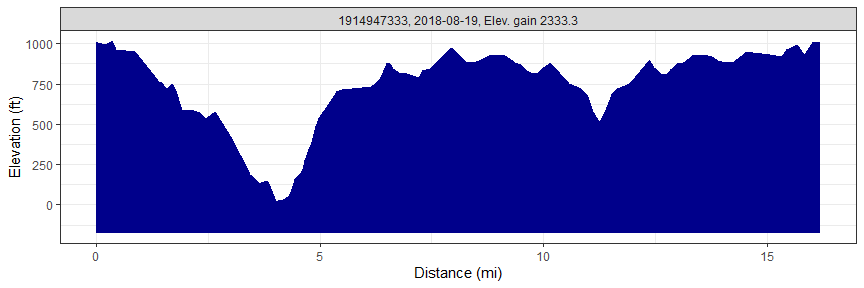 1914947333, 2018-08-19, Elev. gain 2333.3
Elevation (ft)
1000
750
500
250
0
0 5 10 15
Distance (mi)